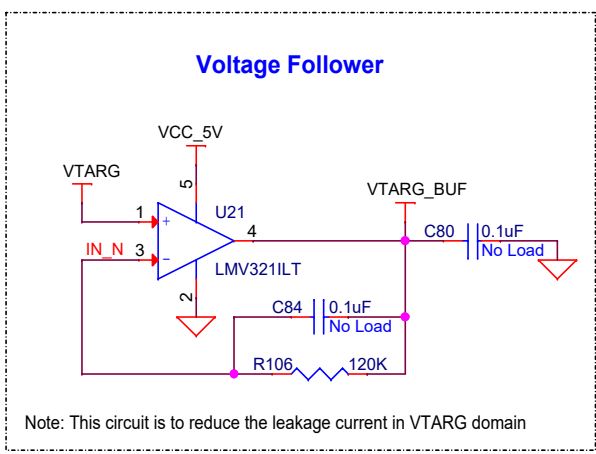 Voltage Follower
VCC_5V
VTARG
VTARG_BUF
5
U21
1
+
4
C80
0.1uF
No Load
IN_N
3
-
LMV321ILT
2
C84
0.1uF
No Load
R106
120K
Note: This circuit is to reduce the leakage current in VTARG domain